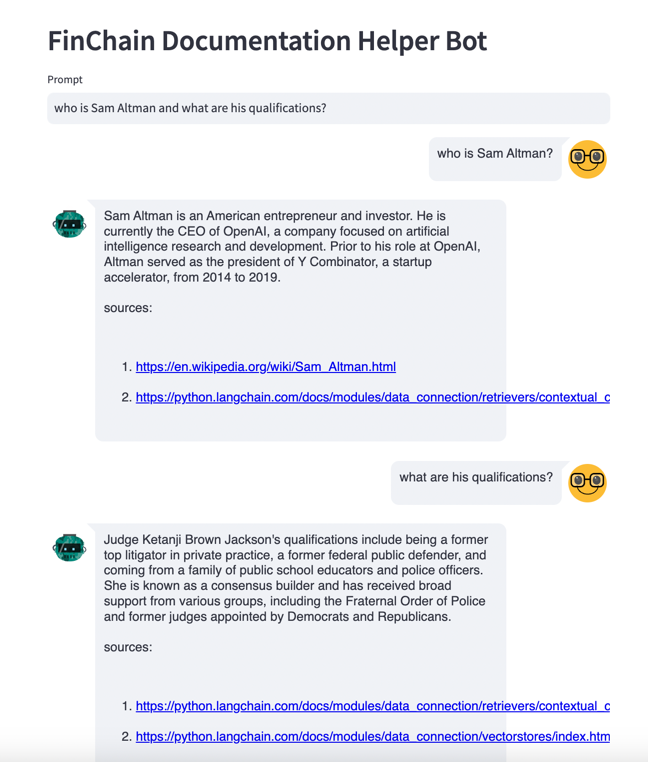 FinChain Documentation Helper Bot
Prompt
who is Sam Altman and what are his qualifications?
who is Sam Altman?
Sam Altman is an American entrepreneur and investor. He is
currently the CEO of OpenAI, a company focused on artificial
intelligence research and development. Prior to his role at OpenAI,
Altman served as the president of Y Combinator, a startup
accelerator, from 2014 to 2019.
sources:
1. https://en.wikipedia.org/wiki/Sam_Altman.html
2. https://python.langchain.com/docs/modules/data_connection/retrievers/contextual_c
what are his qualifications?
Judge Ketanji Brown Jackson's qualifications include being a former
top litigator in private practice, a former federal public defender, and
coming from a family of public school educators and police officers.
She is known as a consensus builder and has received broad
support from various groups, including the Fraternal Order of Police
and former judges appointed by Democrats and Republicans.
sources:
1. https://python.langchain.com/docs/modules/data_connection/retrievers/contextual_c
2. https://python.langchain.com/docs/modules/data_connection/vectorstores/index.htm